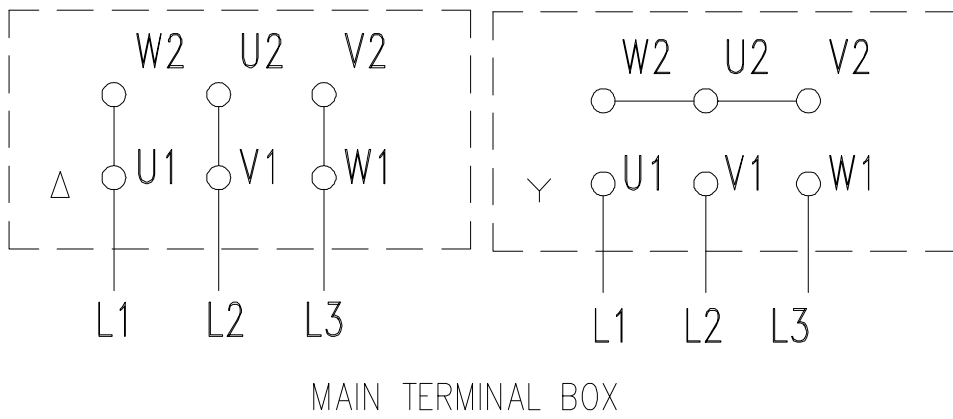 W2 U2 V2
U1 V1 W1
Δ
L1 L2 L3
W2 U2 V2
U1 V1 W1
Y
L1 L2 L3
MAIN TERMINAL BOX